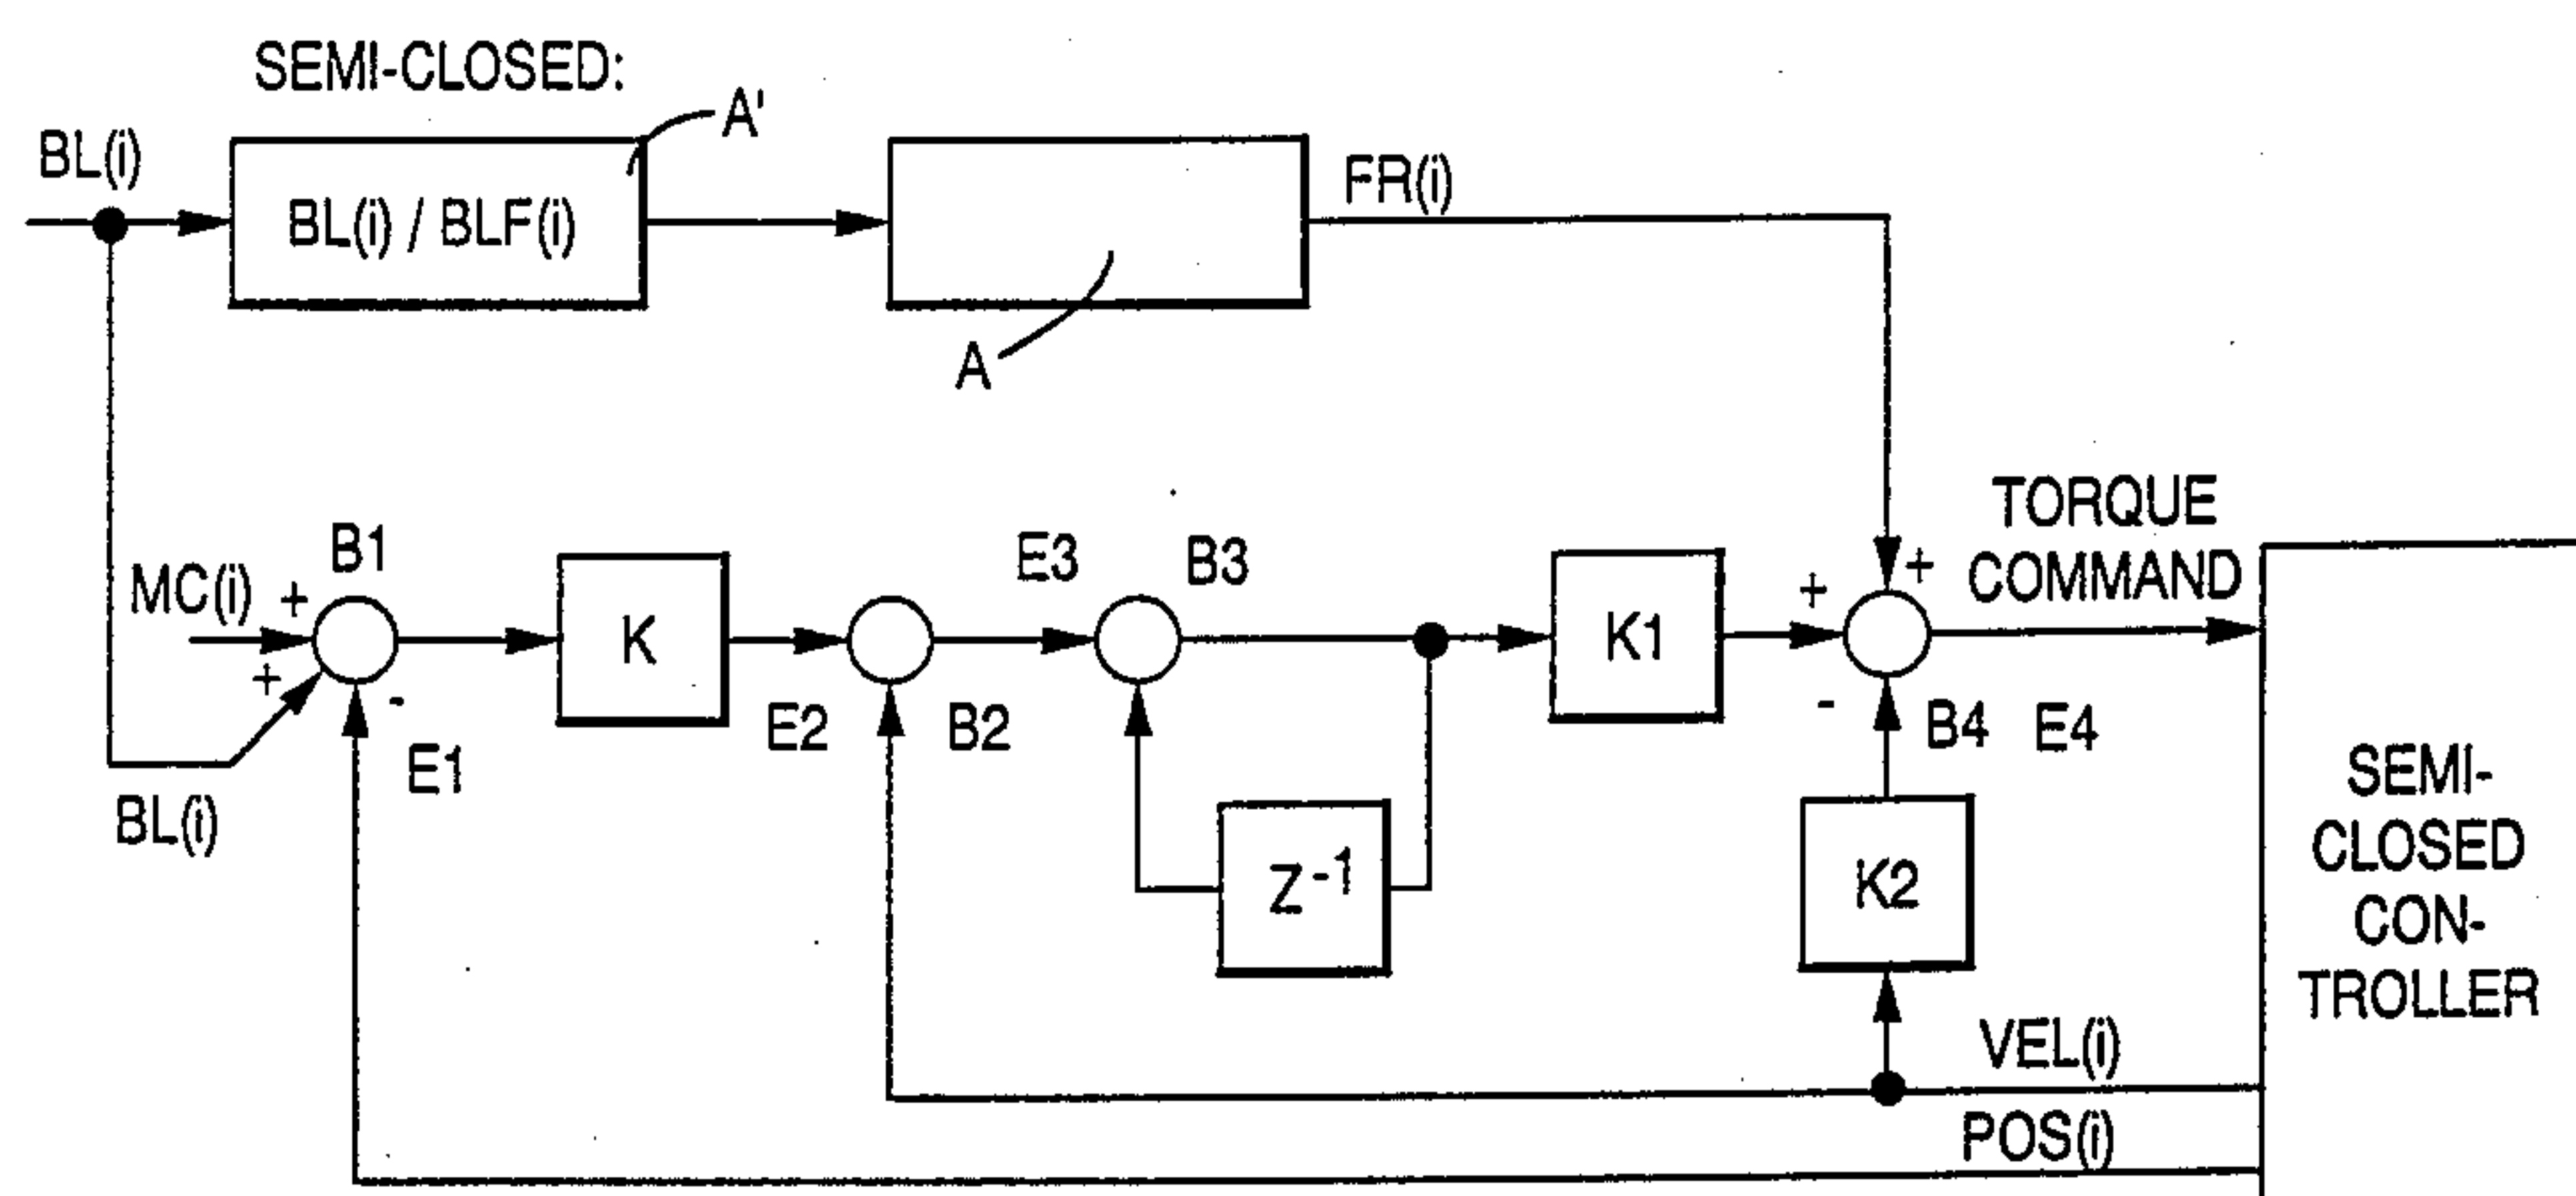 SEMI-CLOSED:
A'
BL(i)
BL(i) / BLF(i)
FR(i)
A
TORQUE
COMMAND
B1
MC(i)
+
+
-
K
E3
B3
K1
+
+
-
E2
B2
B4
E4
E1
BL(i)
Z-1
K2
SEMI-
CLOSED
CON-
TROLLER
VEL(i)
POS(i)